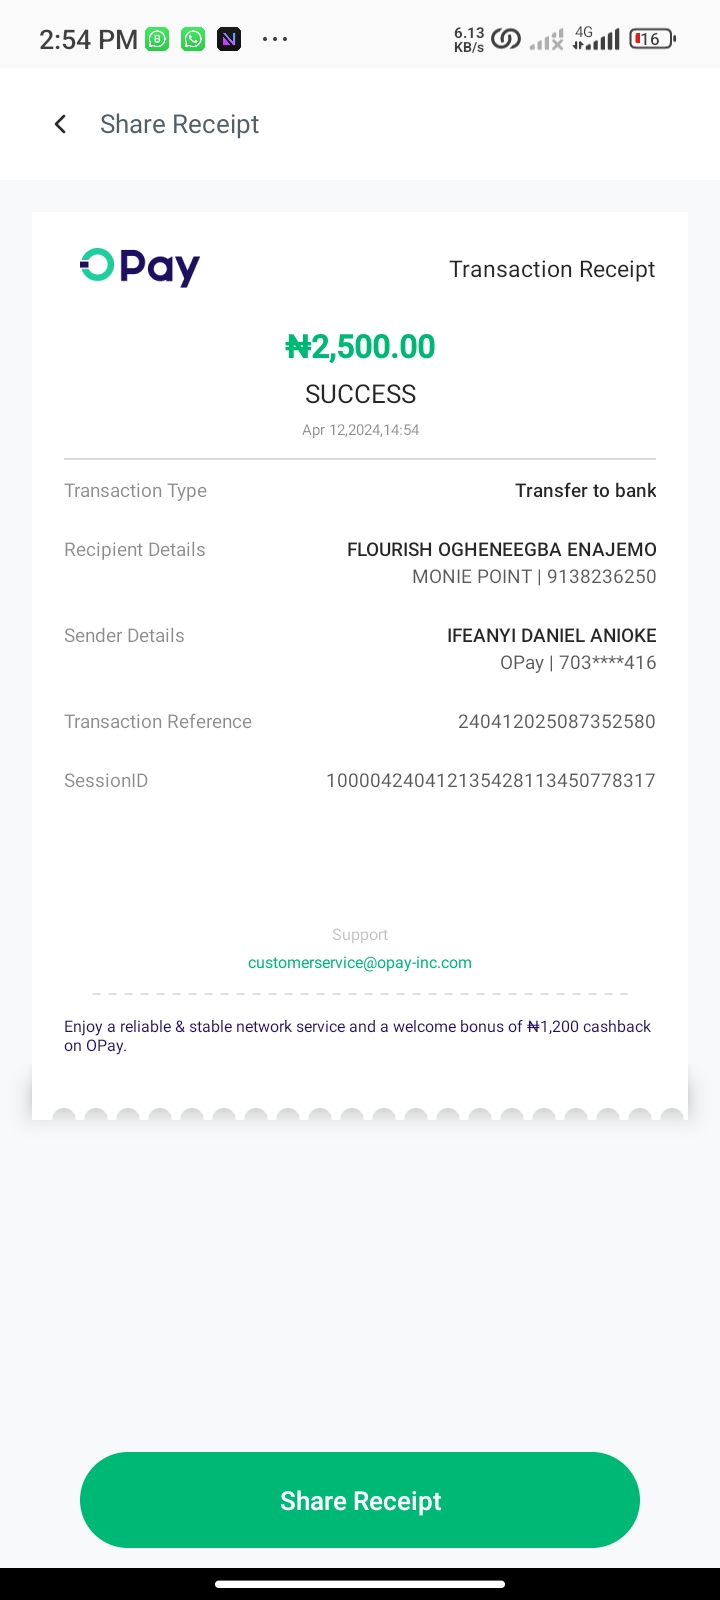 2:54 PM
6.13 KB/s 4G 16
Share Receipt
OPay
Transaction Receipt
₦2,500.00
SUCCESS
Apr 12,2024,14:54
Transaction Type Transfer to bank
Recipient Details FLOURISH OGHENEEGBA ENAJEMO
MONIE POINT | 9138236250
Sender Details IFEANYI DANIEL ANIOKE
OPay | 703****416
Transaction Reference 240412025087352580
SessionID 100004240412135428113450778317
Support
customerservice@opay-inc.com
Enjoy a reliable & stable network service and a welcome bonus of ₦1,200 cashback
on OPay.
Share Receipt